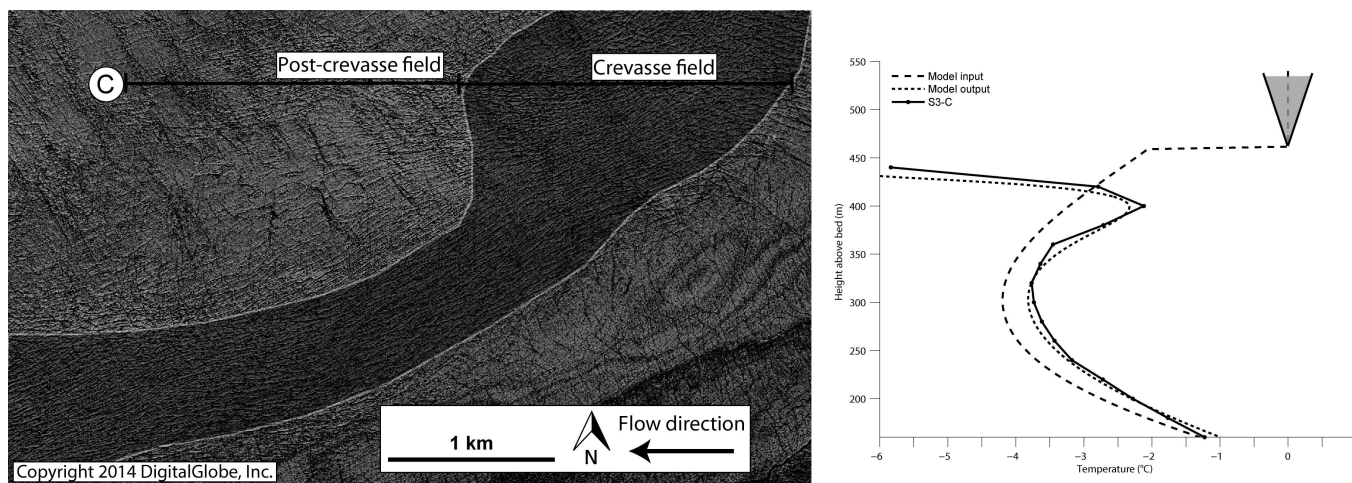 Post-crevasse field
Crevasse field
C
1 km
N
Flow direction
Copyright 2014 DigitalGlobe, Inc.
Model input
Model output
S3-C
550
500
450
400
350
300
250
200
Height above bed (m)
−6
−5
−4
−3
−2
−1
0
Temperature (°C)